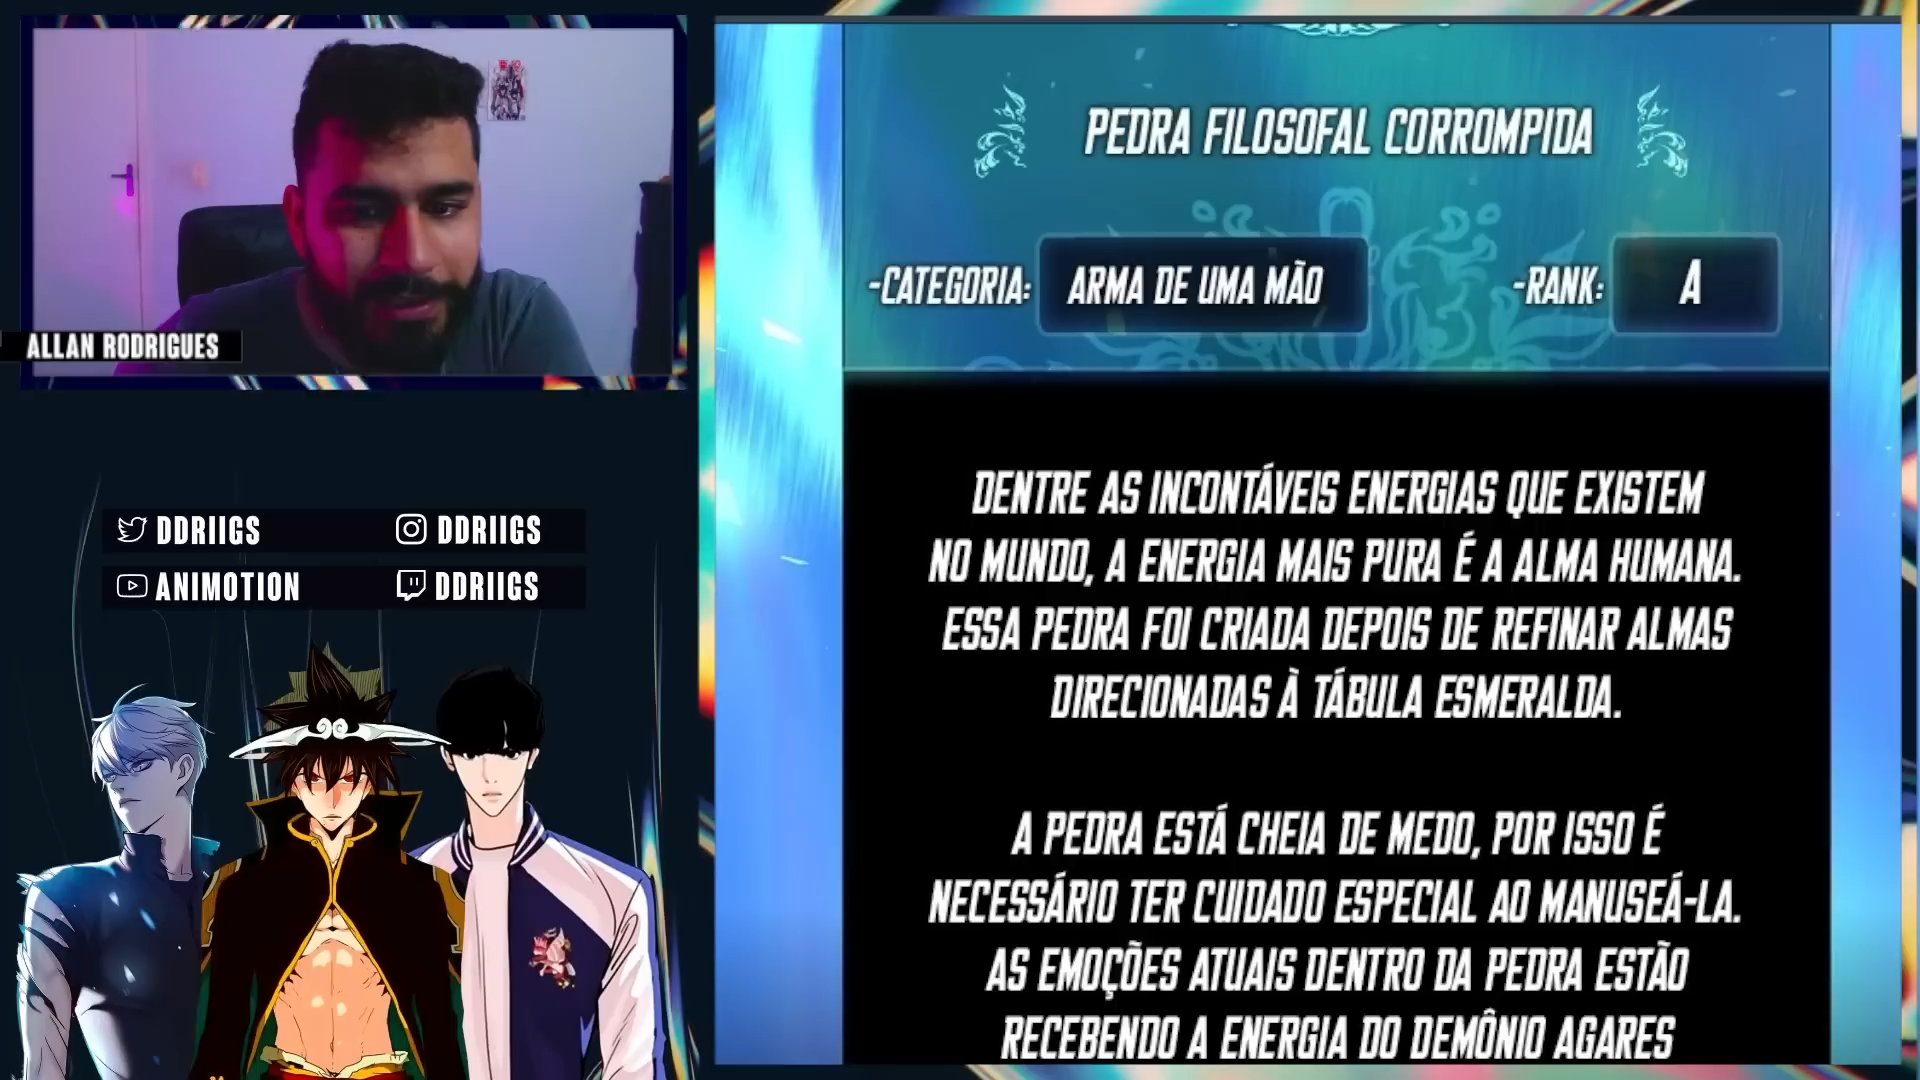 ALLAN RODRIGUES
DDRIIGS
DDRIIGS
ANIMOTION
DDRIIGS
PEDRA FILOSOFAL CORROMPIDA
-CATEGORIA: ARMA DE UMA MÃO
-RANK: A
DENTRE AS INCONTÁVEIS ENERGIAS QUE EXISTEM
NO MUNDO, A ENERGIA MAIS PURA É A ALMA HUMANA.
ESSA PEDRA FOI CRIADA DEPOIS DE REFINAR ALMAS
DIRECIONADAS À TÁBULA ESMERALDA.
A PEDRA ESTÁ CHEIA DE MEDO, POR ISSO É
NECESSÁRIO TER CUIDADO ESPECIAL AO MANUSEÁ-LA.
AS EMOÇÕES ATUAIS DENTRO DA PEDRA ESTÃO
RECEBENDO A ENERGIA DO DEMÔNIO AGARES